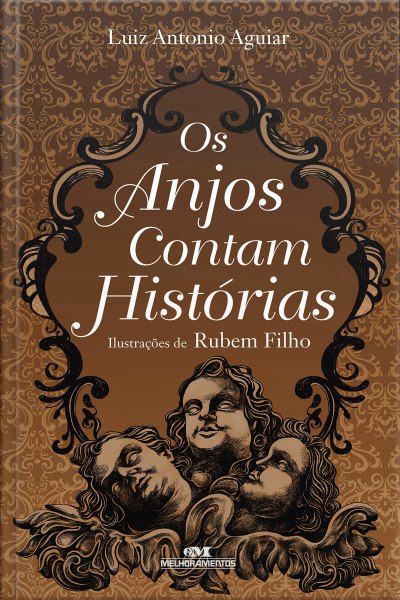 Luiz Antonio Aguiar
Os
Anjos
Contam
Histórias
Ilustrações de Rubem Filho
MELHORAMENTOS